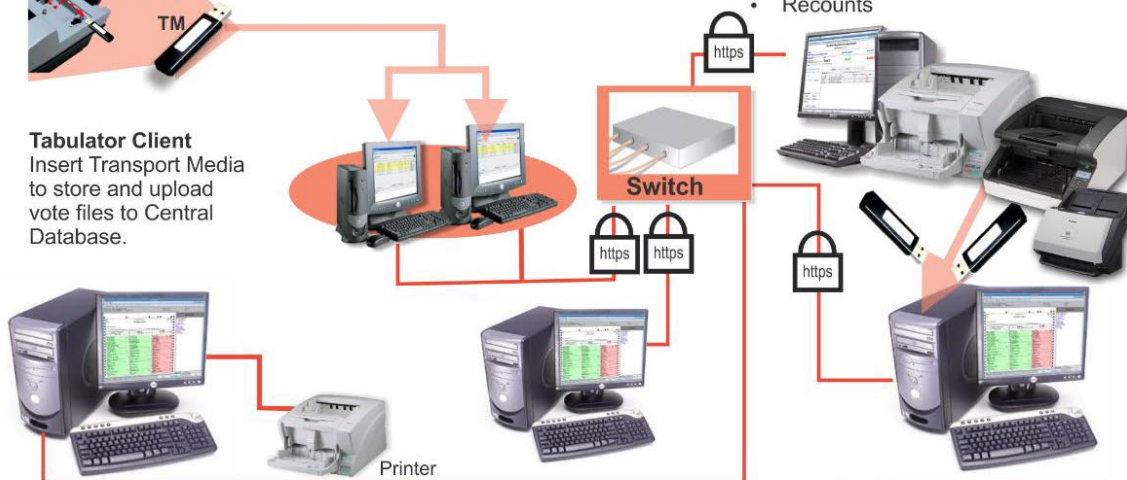 • Recounts
TM
https
Tabulator Client
Insert Transport Media
to store and upload
vote files to Central
Database.
Switch
https
https
https
Printer